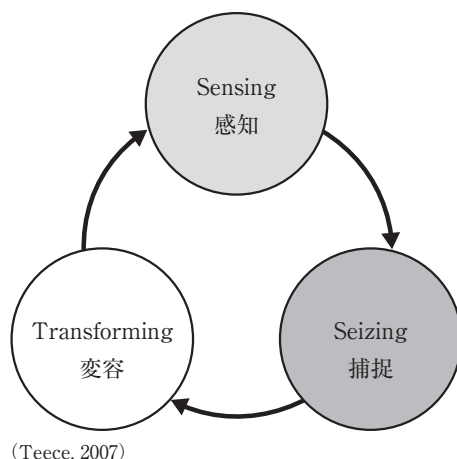 Sensing
感知
Transforming
変容
Seizing
捕捉
(Teece, 2007)